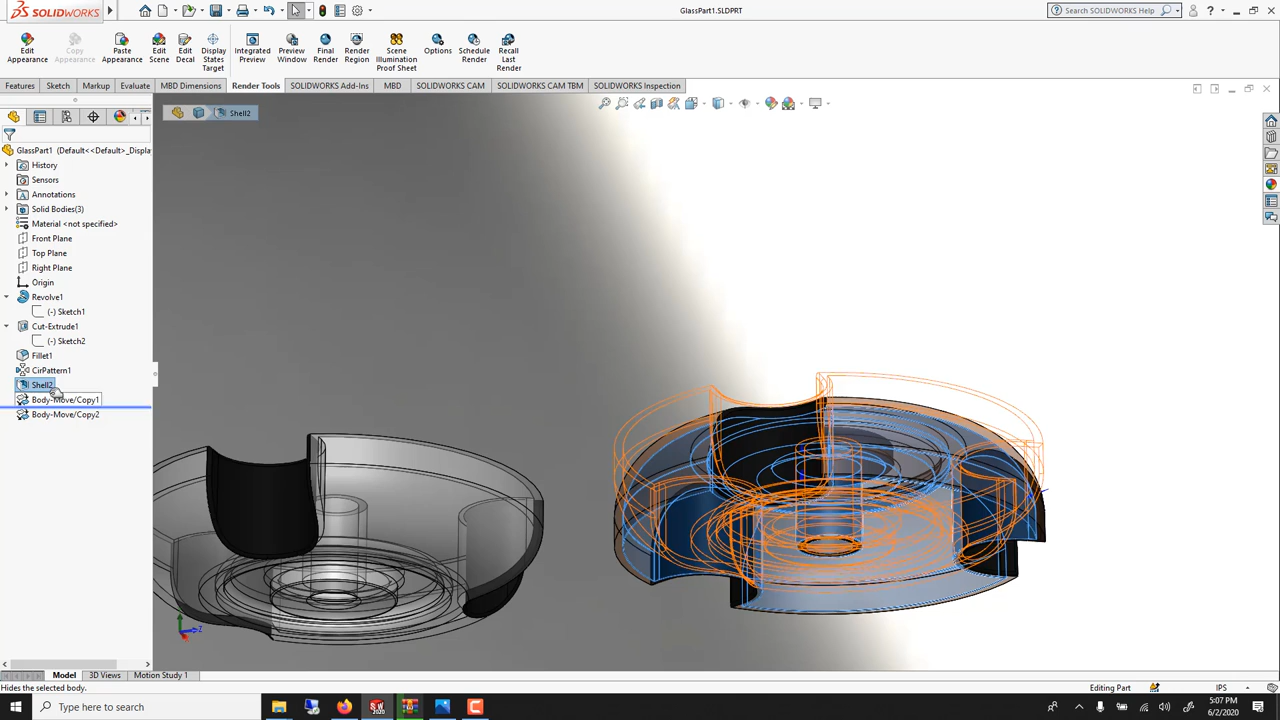 SOLIDWORKS
GlassPart1.SLDPRT
Search SOLIDWORKS Help
Edit Appearance
Copy Appearance
Paste Appearance
Edit Scene
Edit Decal
Display States Target
Integrated Preview
Preview Window
Final Render
Render Region
Scene Illumination Proof Sheet
Options
Schedule Render
Recall Last Render
Features
Sketch
Markup
Evaluate
MBD Dimensions
Render Tools
SOLIDWORKS Add-Ins
MBD
SOLIDWORKS CAM
SOLIDWORKS CAM TBM
SOLIDWORKS Inspection
Shell2
GlassPart1 (Default<<Default>_Displa
History
Sensors
Annotations
Solid Bodies(3)
Material <not specified>
Front Plane
Top Plane
Right Plane
Origin
Revolve1
(-) Sketch1
Cut-Extrude1
(-) Sketch2
Fillet1
CirPattern1
Shell2
Body-Move/Copy1
Body-Move/Copy2
Z
Model
3D Views
Motion Study 1
Hides the selected body.
Editing Part
IPS
Type here to search
5:07 PM
6/2/2020